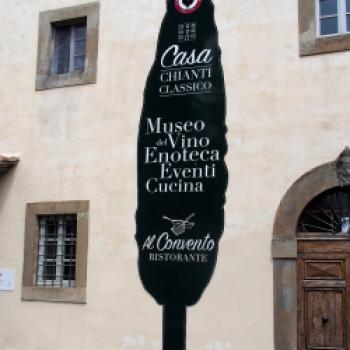 Casa
CHIANTI
CLASSICO
Museo
del Vino
Enoteca
Eventi
Cucina
Al Convento
RISTORANTE